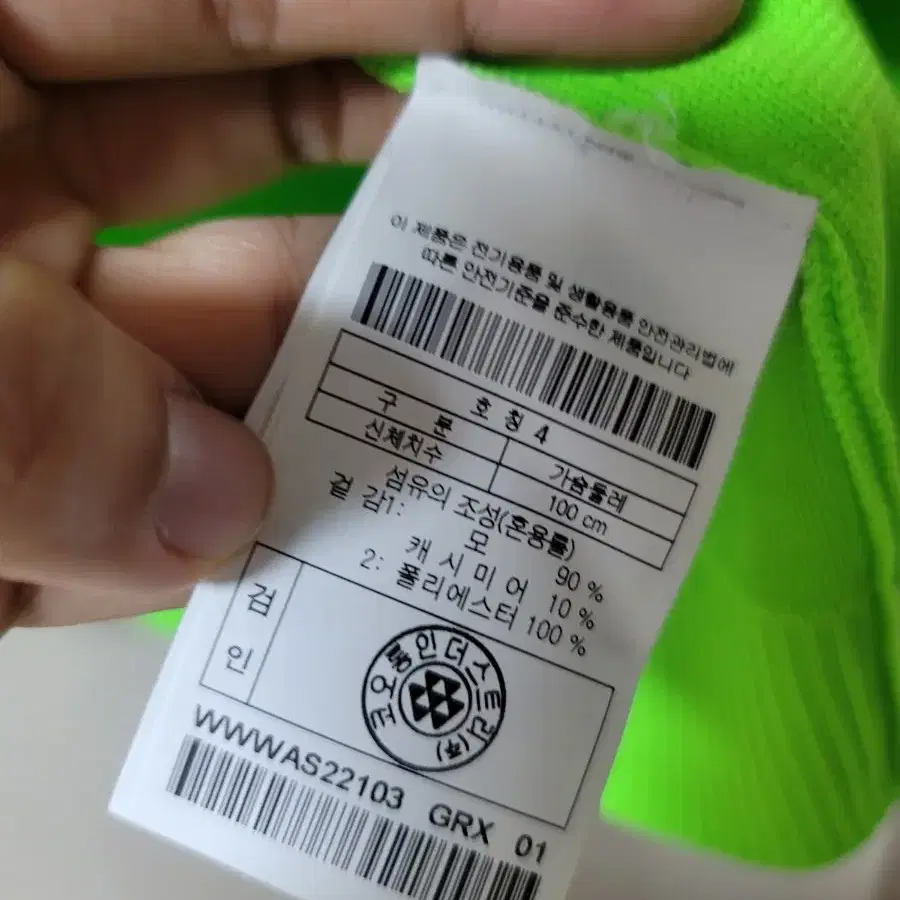 이 제품은 전기용품 및 생활용품 안전관리법에
따른 안전기준을 준수한 제품입니다
호 칭 4
구 분 가슴둘레
신체치수 100 cm
섬유의 조성(혼용률)
겉 감1: 모 90 %
캐 시 미 어 10 %
2: 폴리에스터 100 %
검
인
코오롱인더스트리(주)
WWWAS22103 GRX 01